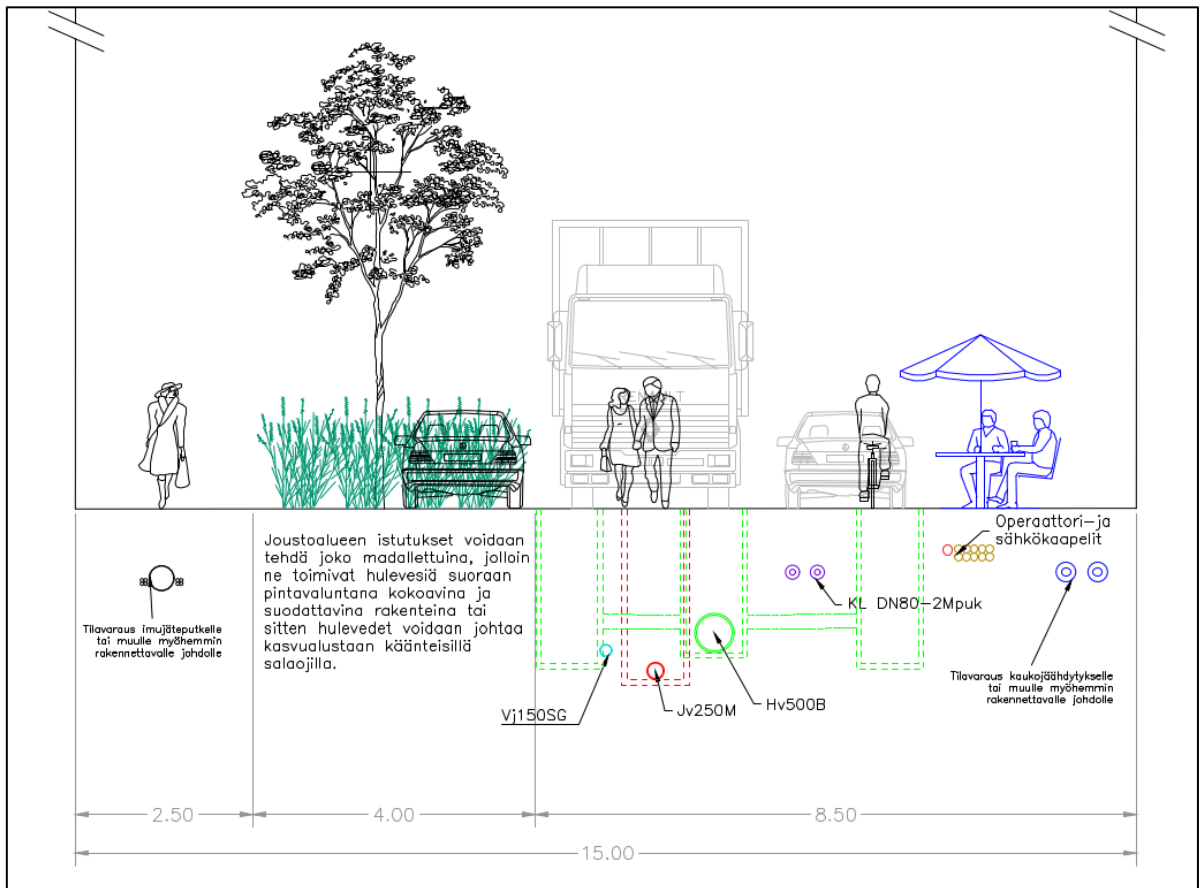 Joustoalueen istutukset voidaan
tehdä joko madallettuina, jolloin
ne toimivat hulevesiä suoraan
pintavaluntana kokoavina ja
suodattavina rakenteina tai
sitten hulevedet voidaan johtaa
kasvualustaan käänteisillä
salaojilla.
Tilavaraus imujäteputkelle
tai muulle myöhemmin
rakennettavalle johdolle
Operaattori-ja
sähkökaapelit
KL DN80-2Mpuk
Tilavaraus kaukojäähdytykselle
tai muulle myöhemmin
rakennettavalle johdolle
Vj150SG
Jv250M
Hv500B
2.50
4.00
8.50
15.00